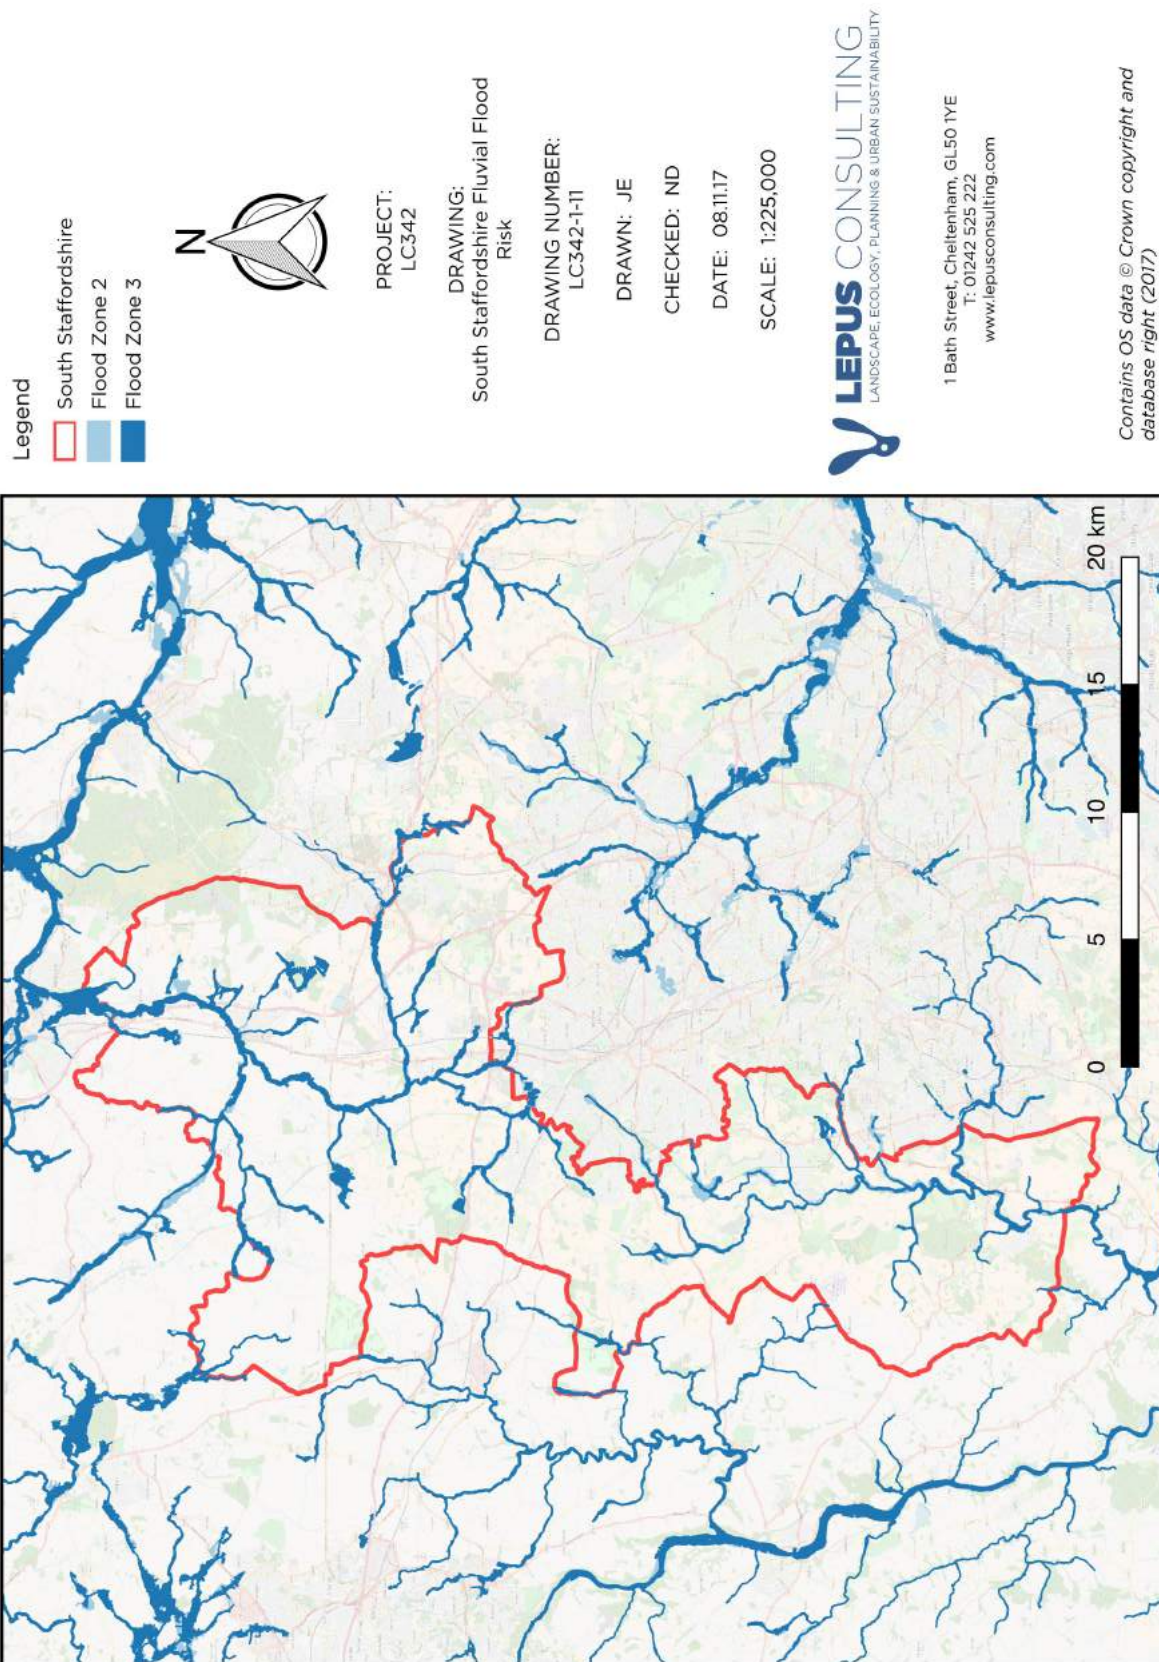 Legend
South Staffordshire
Flood Zone 2
Flood Zone 3
N
PROJECT:
LC342
DRAWING:
South Staffordshire Fluvial Flood
Risk
DRAWING NUMBER:
LC342-1-11
DRAWN: JE
CHECKED: ND
DATE: 08.11.17
SCALE: 1:225,000
LEPUS CONSULTING
LANDSCAPE, ECOLOGY, PLANNING & URBAN SUSTAINABILITY
1 Bath Street, Cheltenham, GL50 1YE
T: 01242 525 222
www.lepusconsulting.com
Contains OS data © Crown copyright and
database right (2017)
0 5 10 15 20 km